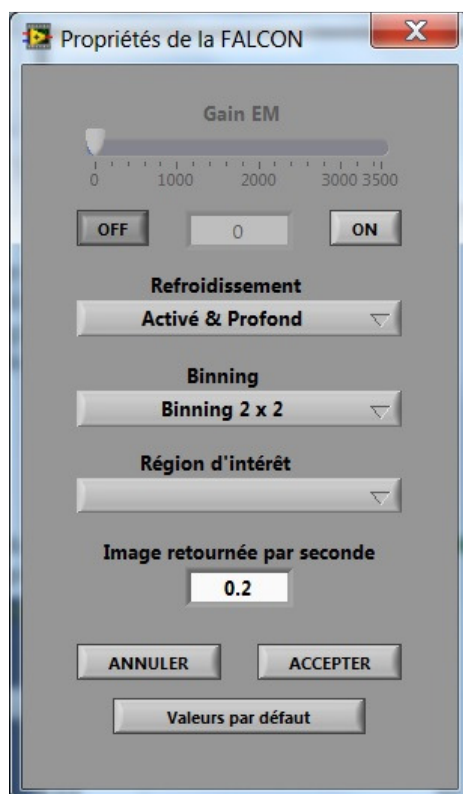 Propriétés de la FALCON
Gain EM
0 1000 2000 3000 3500
OFF 0 ON
Refroidissement
Activé & Profond
Binning
Binning 2 x 2
Région d'intérêt
Image retournée par seconde
0.2
ANNULER ACCEPTER
Valeurs par défaut